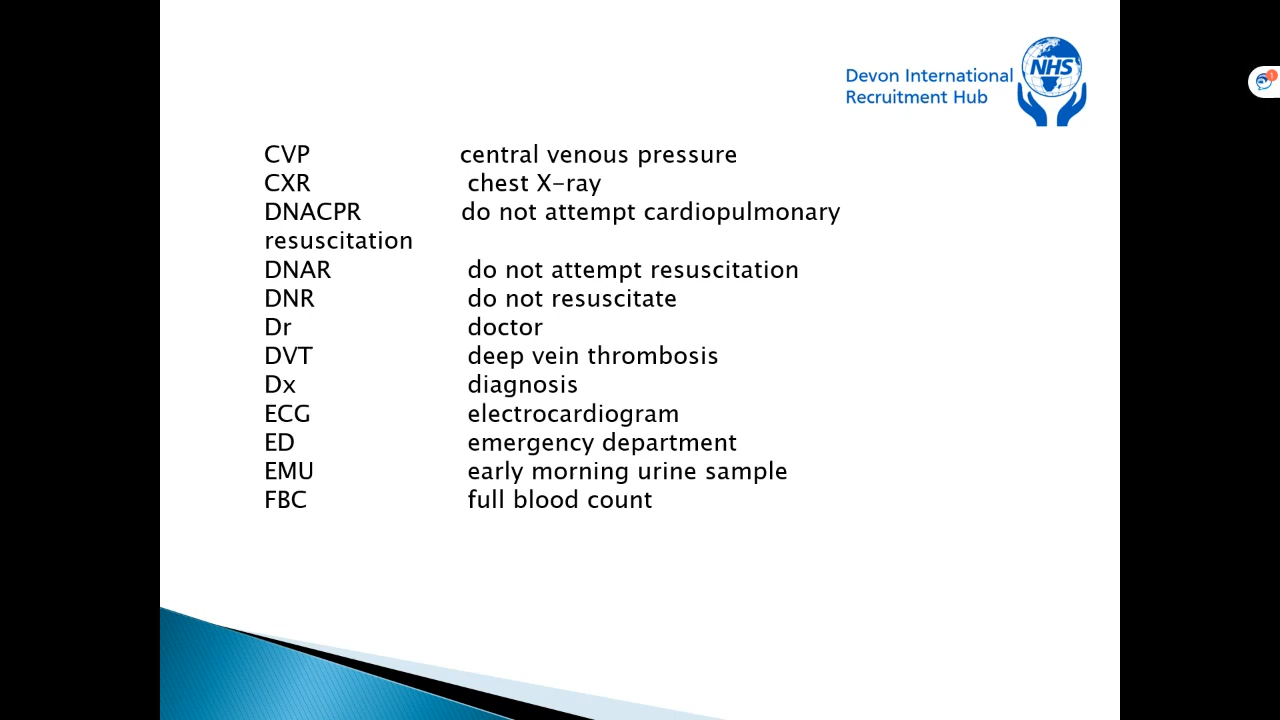 Devon International
Recruitment Hub
NHS
1
CVP central venous pressure
CXR chest X-ray
DNACPR do not attempt cardiopulmonary
resuscitation
DNAR do not attempt resuscitation
DNR do not resuscitate
Dr doctor
DVT deep vein thrombosis
Dx diagnosis
ECG electrocardiogram
ED emergency department
EMU early morning urine sample
FBC full blood count